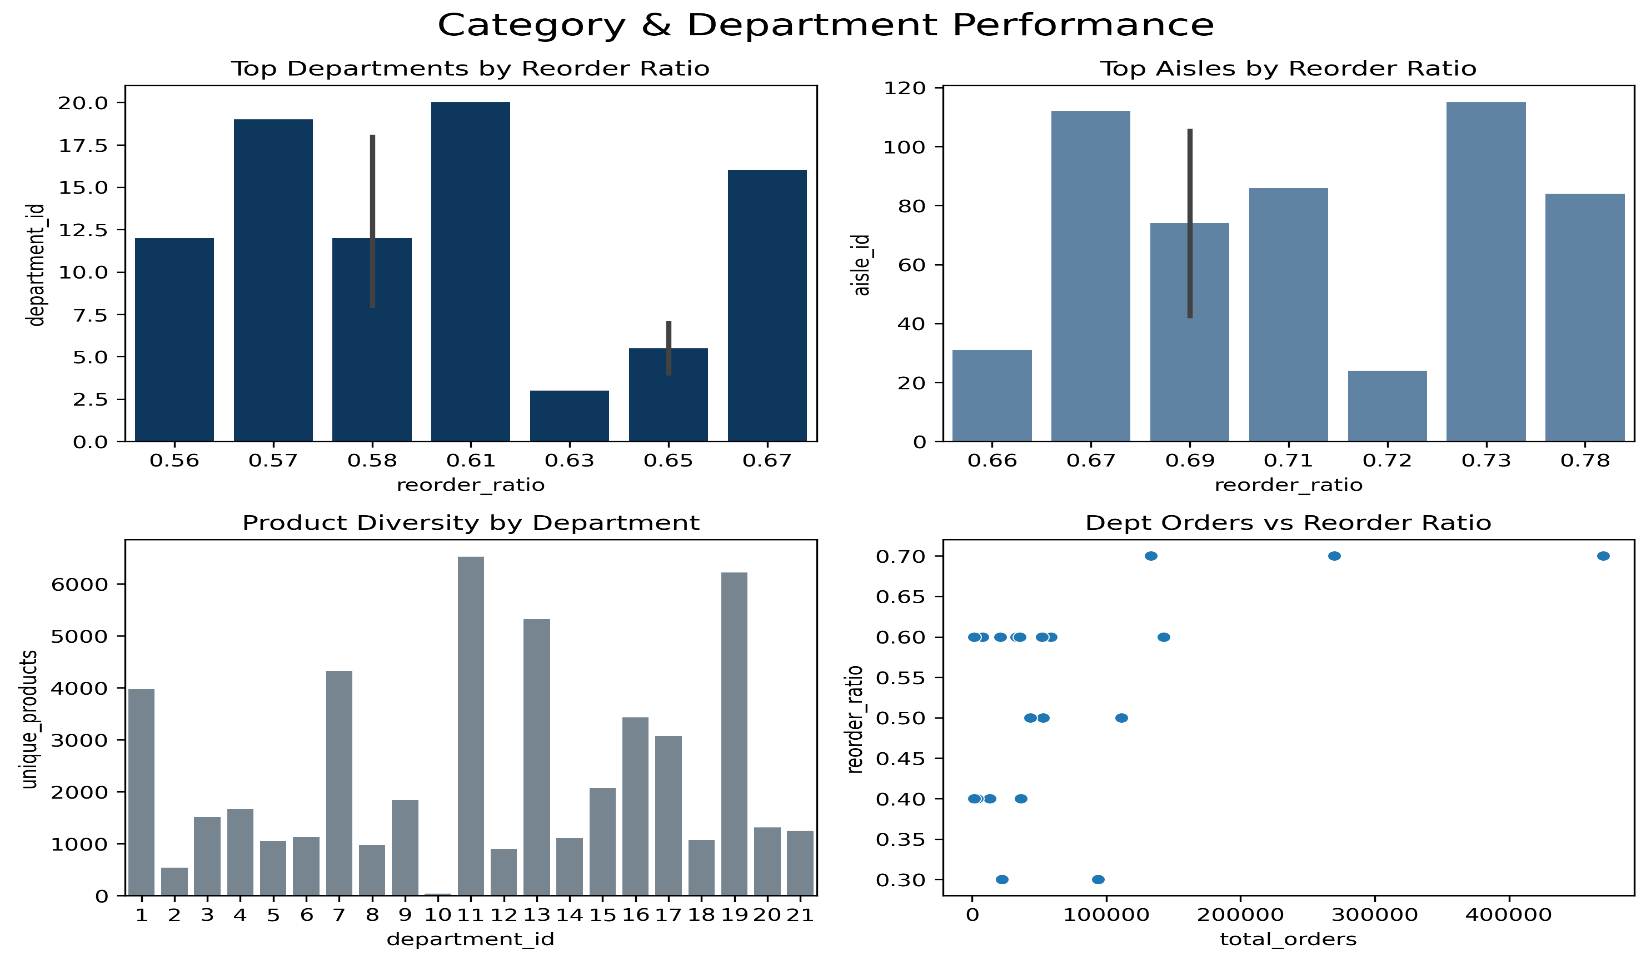 Category & Department Performance
Top Departments by Reorder Ratio
department_id
20.0
17.5
15.0
12.5
10.0
7.5
5.0
2.5
0.0
0.56 0.57 0.58 0.61 0.63 0.65 0.67
reorder_ratio
Top Aisles by Reorder Ratio
aisle_id
120
100
80
60
40
20
0
0.66 0.67 0.69 0.71 0.72 0.73 0.78
reorder_ratio
Product Diversity by Department
unique_products
6000
5000
4000
3000
2000
1000
0
1 2 3 4 5 6 7 8 9 10 11 12 13 14 15 16 17 18 19 20 21
department_id
Dept Orders vs Reorder Ratio
reorder_ratio
0.70
0.65
0.60
0.55
0.50
0.45
0.40
0.35
0.30
0 100000 200000 300000 400000
total_orders